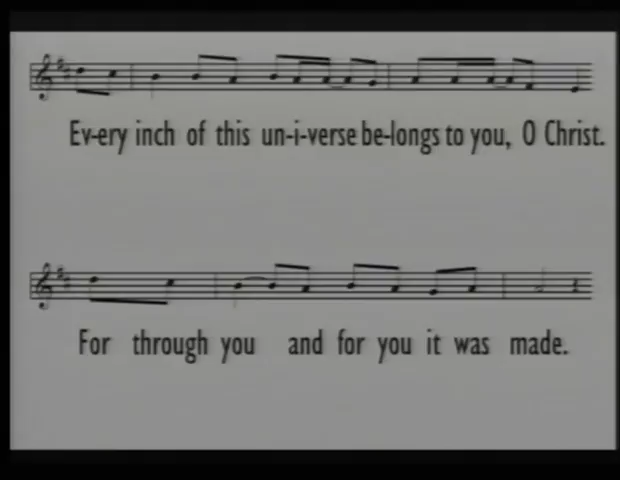 Ev-ery inch of this un-i-verse be-longs to you, O Christ.
For through you and for you it was made.